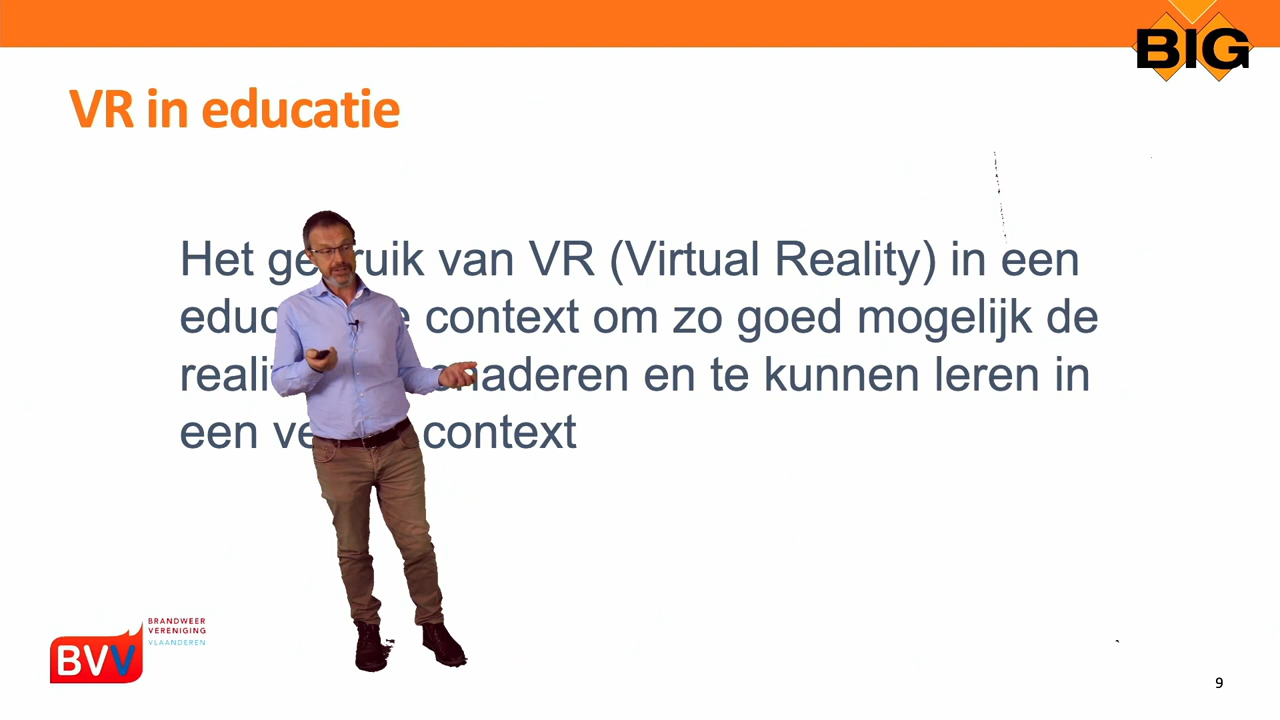 BIG
VR in educatie
Het van VR (Virtual Reality) in een
context om zo goed mogelijk de
en te kunnen leren in
een context
BRANDWEER
VERENIGING
VLAANDEREN
BVV
9